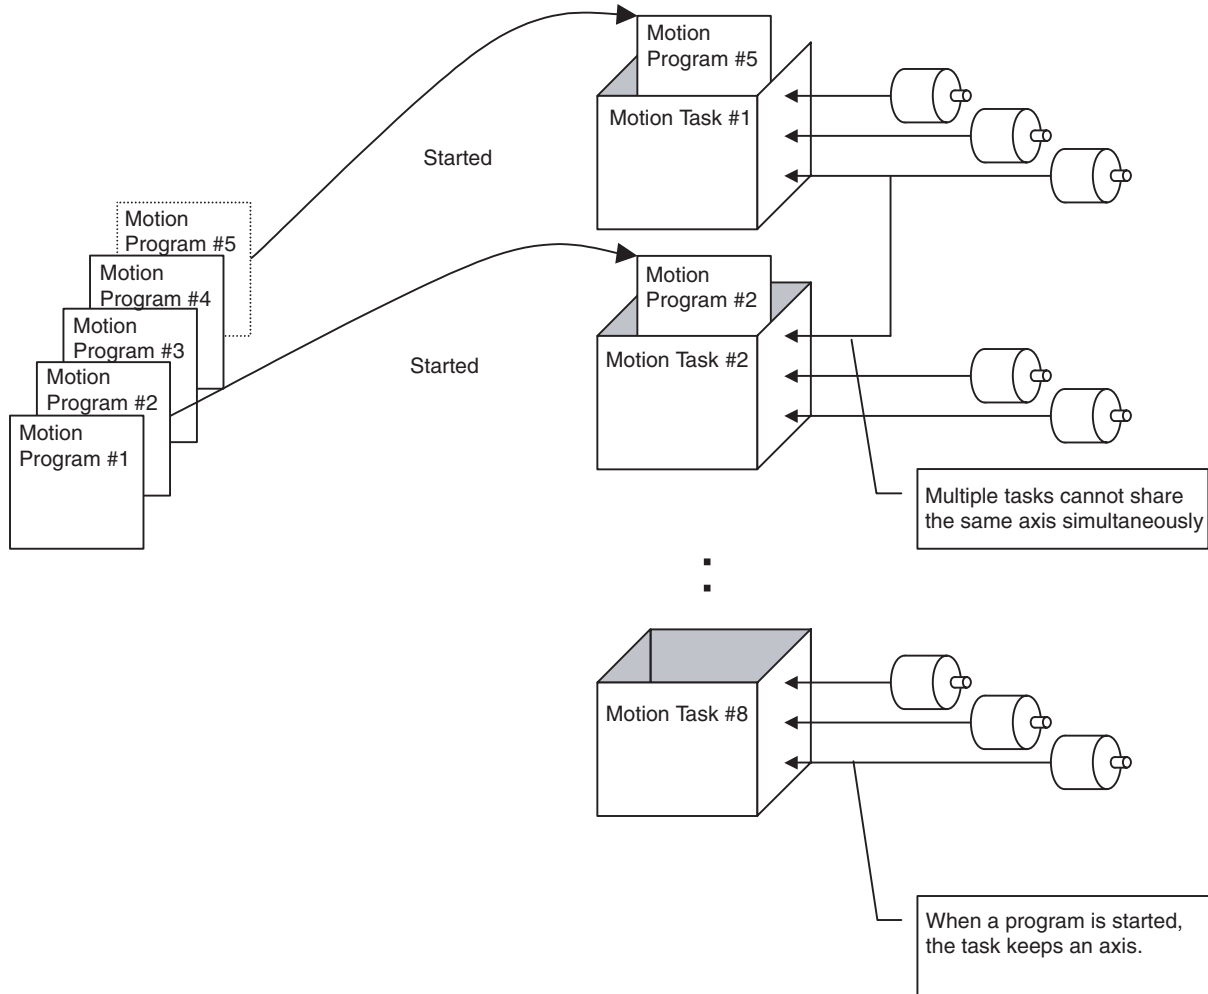 Motion
Program #5
Motion Task #1
Started
Motion
Program #5
Motion
Program #4
Motion
Program #3
Motion
Program #2
Motion
Program #1
Motion
Program #2
Started
Motion Task #2
Multiple tasks cannot share
the same axis simultaneously
:
Motion Task #8
When a program is started,
the task keeps an axis.